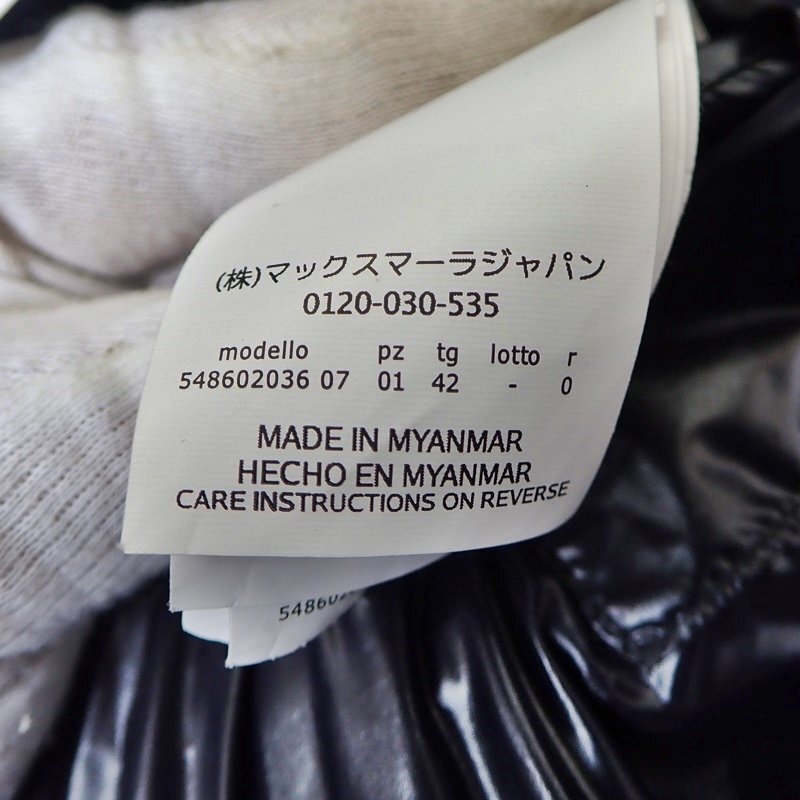 (株)マックスマーラジャパン
0120-030-535
modello pz tg lotto r
548602036 07 01 42 - 0
MADE IN MYANMAR
HECHO EN MYANMAR
CARE INSTRUCTIONS ON REVERSE